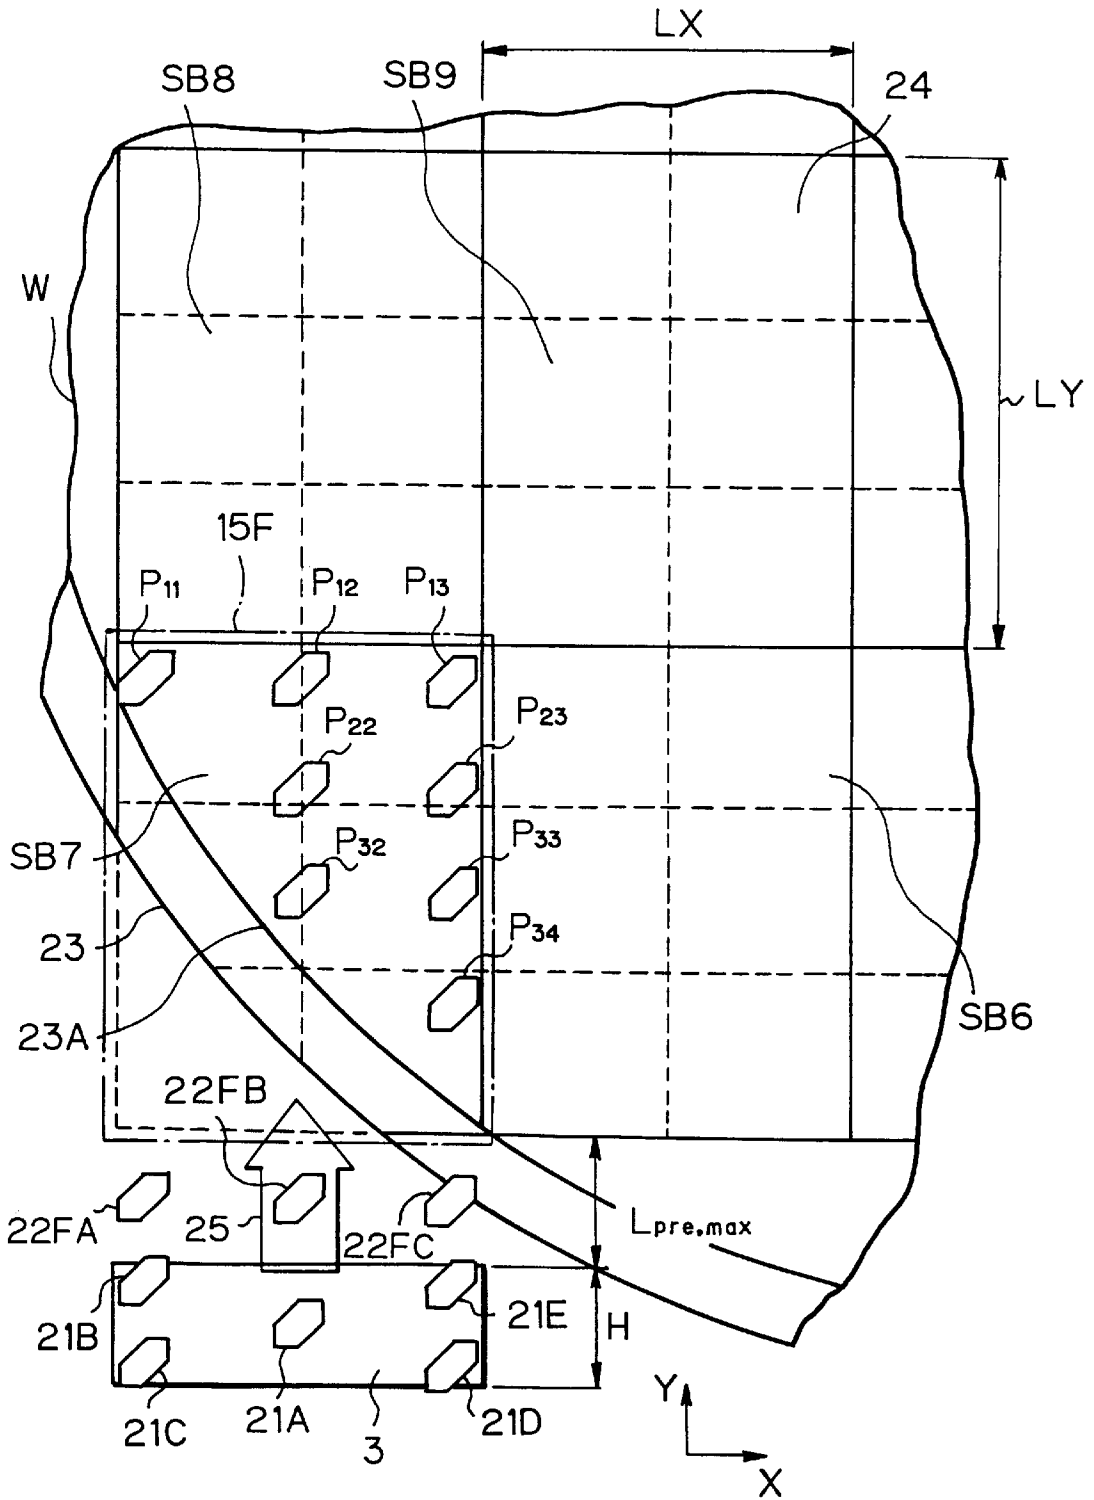 LX
SB8
SB9
24
W
LY
15F
P11
P12
P13
P22
P23
SB7
P32
P33
23
P34
23A
SB6
22FB
22FA
25
22FC
Lpre,max
21B
21E
H
21C
21A
3
21D
Y
X